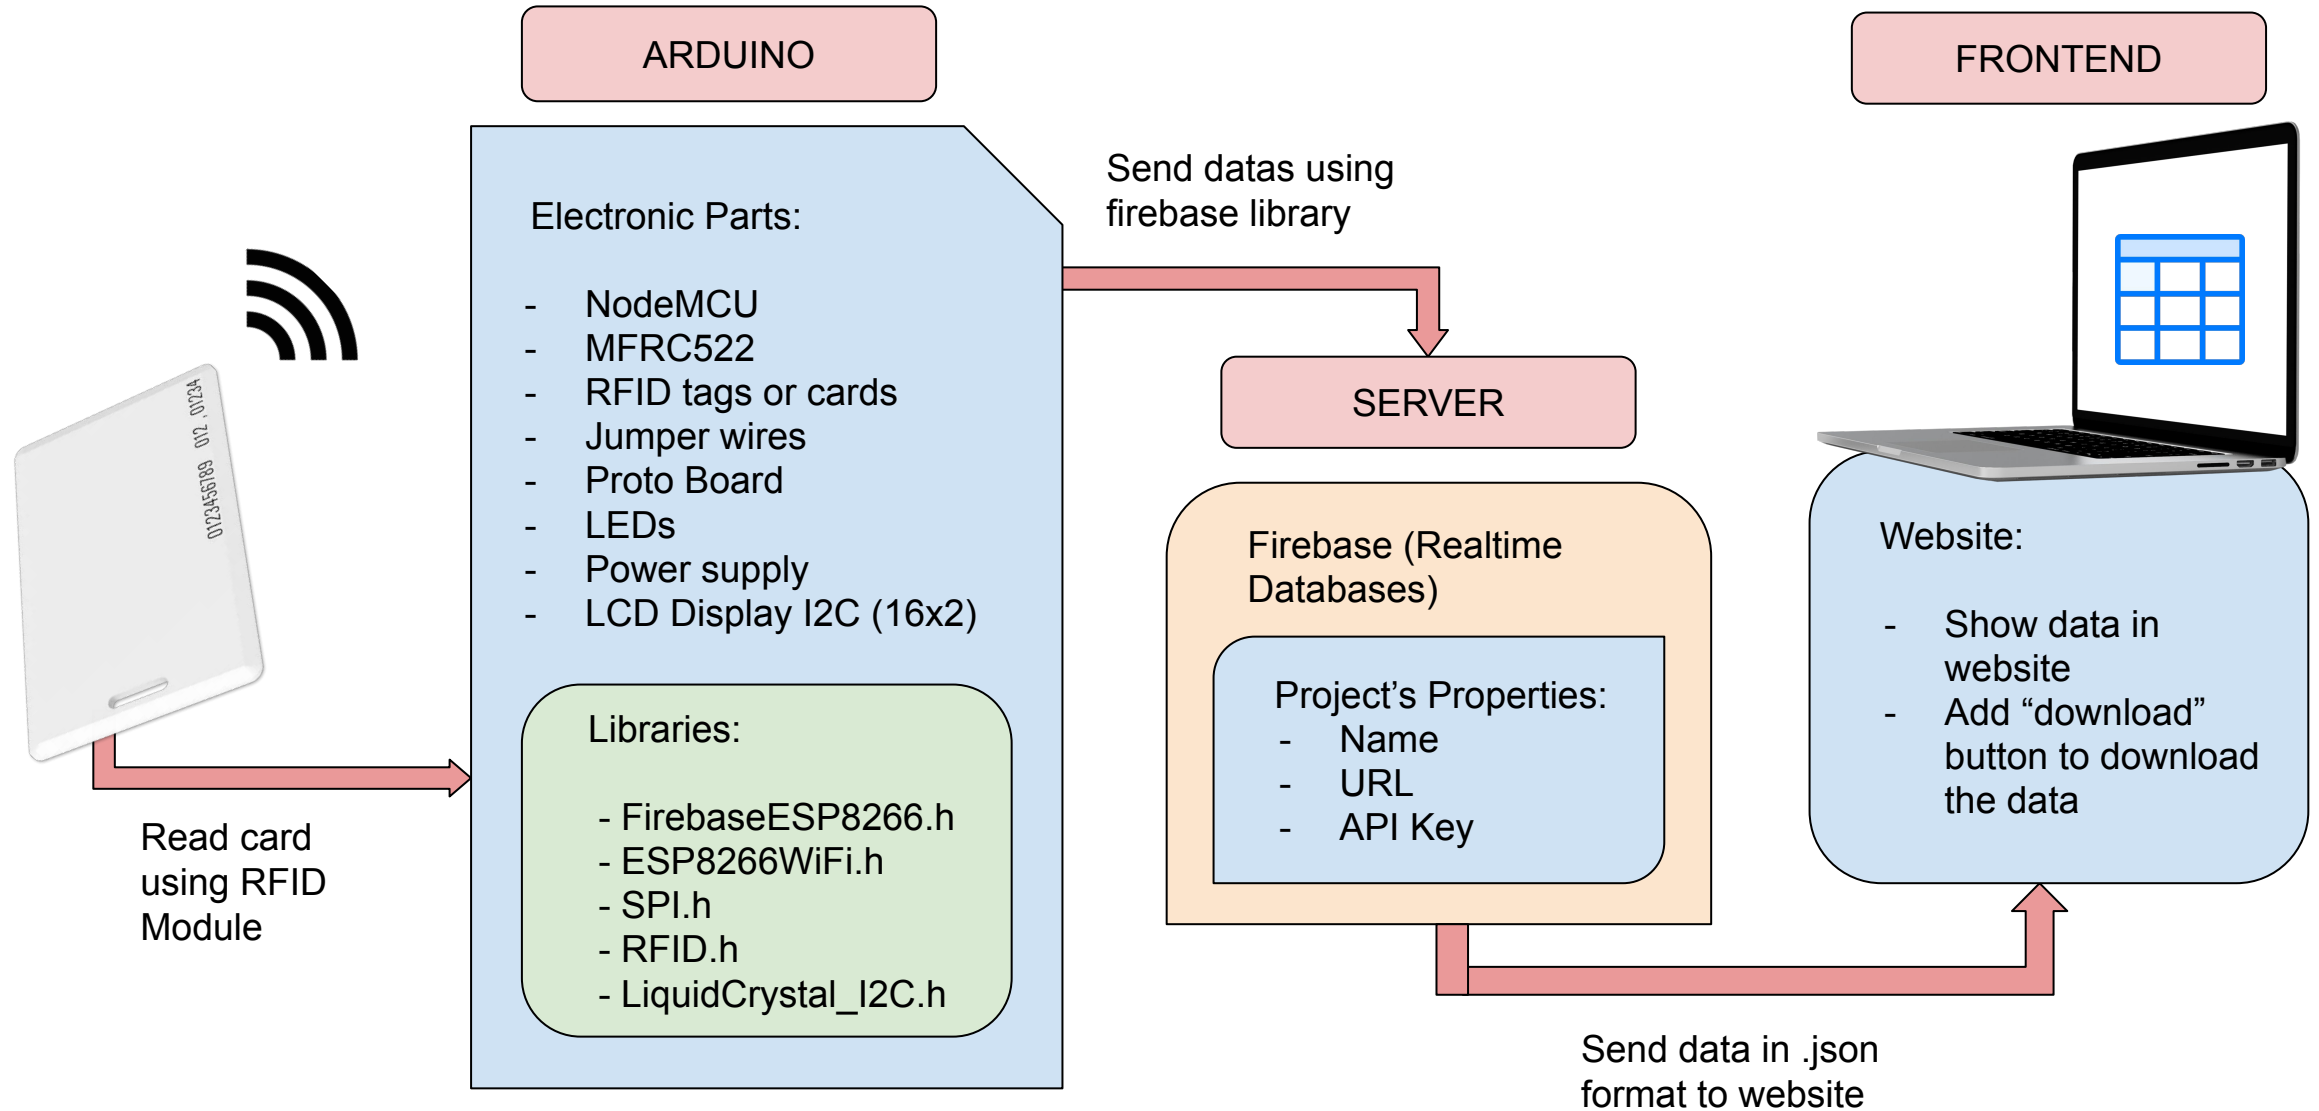 ARDUINO
Electronic Parts:
- NodeMCU
- MFRC522
- RFID tags or cards
- Jumper wires
- Proto Board
- LEDs
- Power supply
- LCD Display I2C (16x2)
Libraries:
- FirebaseESP8266.h
- ESP8266WiFi.h
- SPI.h
- RFID.h
- LiquidCrystal_I2C.h
0123456789 012 ,01234
Read card
using RFID
Module
Send datas using
firebase library
SERVER
Firebase (Realtime
Databases)
Project’s Properties:
- Name
- URL
- API Key
Send data in .json
format to website
FRONTEND
Website:
- Show data in
website
- Add “download”
button to download
the data